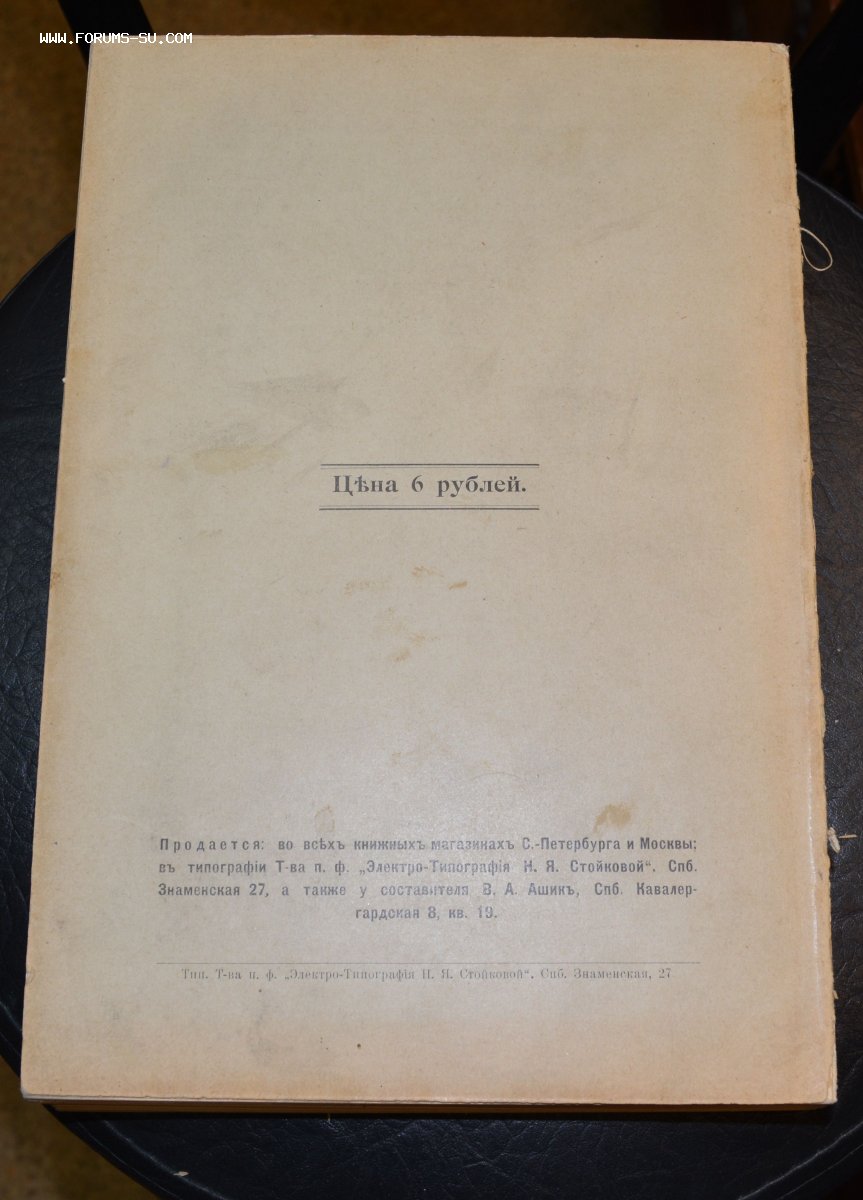 WWW.FORUMS-SU.COM
Цѣна 6 рублей.
Продается: во всѣхъ книжныхъ магазинахъ С.-Петербурга и Москвы;
въ типографіи Т-ва п. ф. „Электро-Типографія Н. Я. Стойковой“. Спб.
Знаменская 27, а также у составителя В. А. Ашикъ, Спб. Кавалер-
гардская 8, кв. 19.
Тип. Т-ва п. ф. „Электро-Типографія Н. Я. Стойковой“. Спб. Знаменская, 27